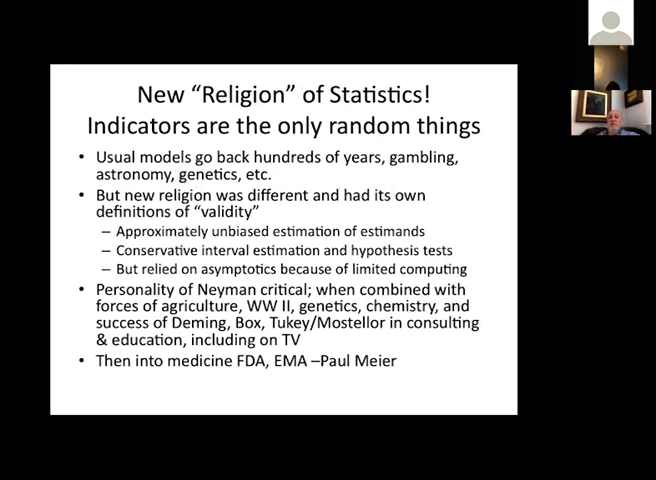 New “Religion” of Statistics!
Indicators are the only random things
• Usual models go back hundreds of years, gambling,
astronomy, genetics, etc.
• But new religion was different and had its own
definitions of “validity”
– Approximately unbiased estimation of estimands
– Conservative interval estimation and hypothesis tests
– But relied on asymptotics because of limited computing
• Personality of Neyman critical; when combined with
forces of agriculture, WW II, genetics, chemistry, and
success of Deming, Box, Tukey/Mostellor in consulting
& education, including on TV
• Then into medicine FDA, EMA –Paul Meier